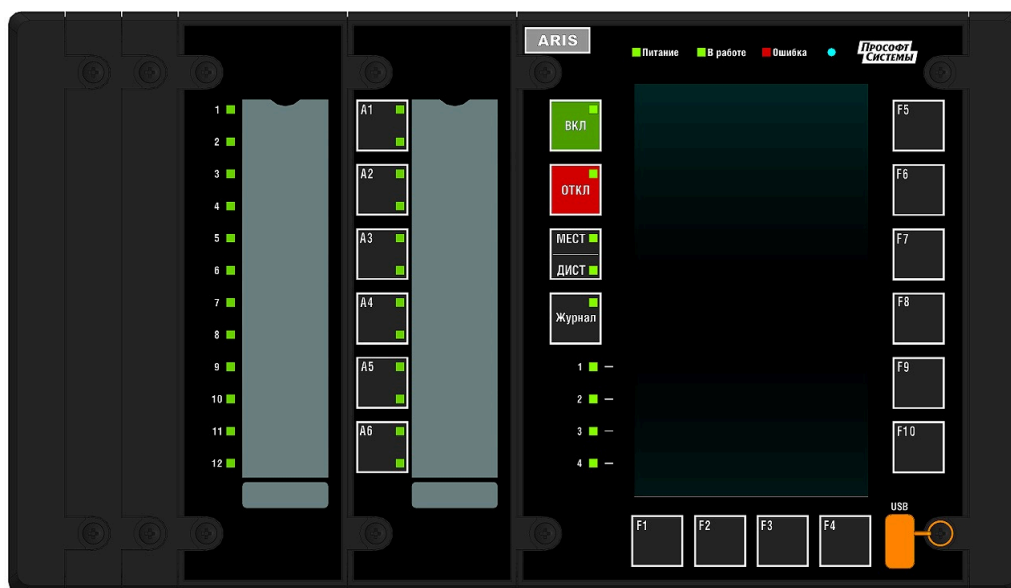 ARIS
Питание
В работе
Ошибка
Прософт
Системы
1
2
3
4
5
6
7
8
9
10
11
12
A1
A2
A3
A4
A5
A6
ВКЛ
ОТКЛ
МЕСТ
ДИСТ
Журнал
1
2
3
4
F5
F6
F7
F8
F9
F10
USB
F1
F2
F3
F4